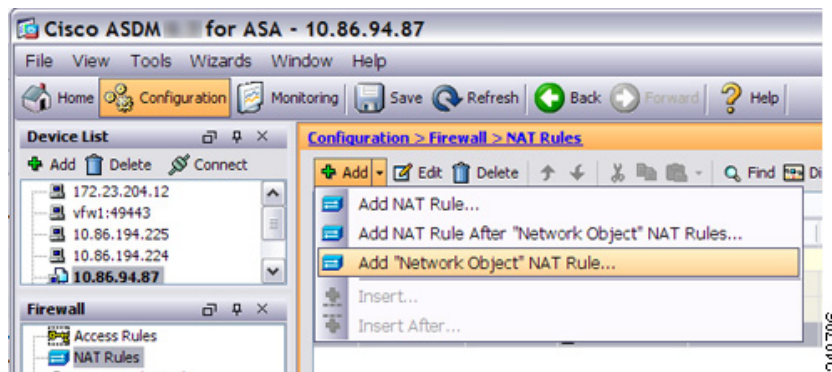 Cisco ASDM for ASA - 10.86.94.87
File View Tools Wizards Window Help
Home Configuration Monitoring Save Refresh Back Forward Help
Device List
Add Delete Connect
172.23.204.12
vfw1:49443
10.86.194.225
10.86.194.224
10.86.94.87
Firewall
Access Rules
NAT Rules
Configuration > Firewall > NAT Rules
Add Edit Delete Find Di
Add NAT Rule...
Add NAT Rule After "Network Object" NAT Rules...
Add "Network Object" NAT Rule...
Insert...
Insert After...